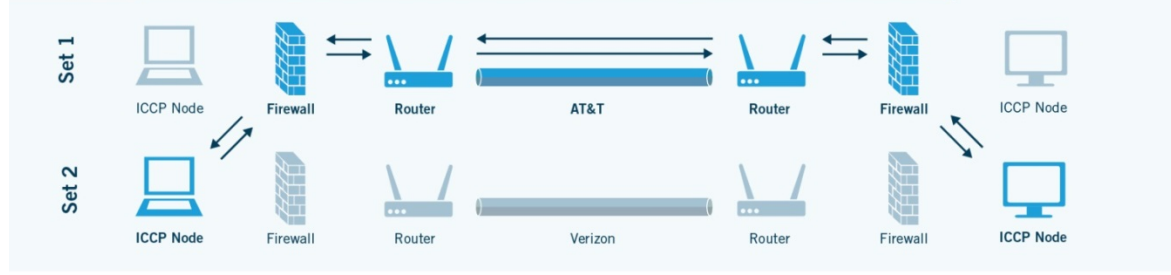 Set 1
ICCP Node
Firewall
Router
AT&T
Router
Firewall
ICCP Node
Set 2
ICCP Node
Firewall
Router
Verizon
Router
Firewall
ICCP Node